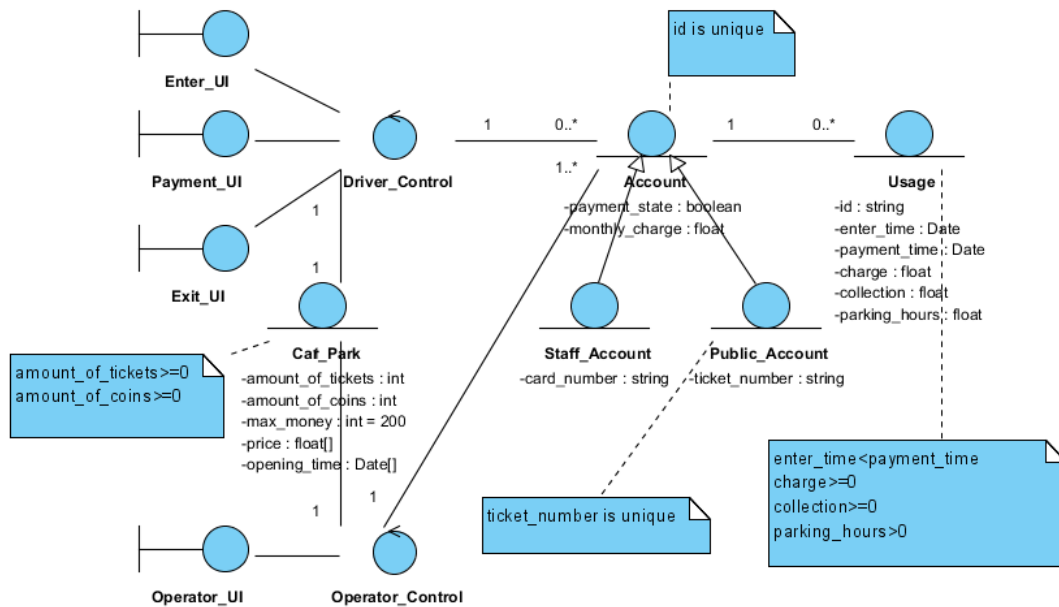 id is unique
Enter_UI
1
0..*
1
0..*
Payment_UI
Driver_Control
1..*
Account
Usage
-payment_state : boolean
-monthly_charge : float
-id : string
-enter_time : Date
-payment_time : Date
-charge : float
-collection : float
-parking_hours : float
1
1
Exit_UI
Car_Park
-amount_of_tickets : int
-amount_of_coins : int
-max_money : int = 200
-price : float[]
-opening_time : Date[]
amount_of_tickets>=0
amount_of_coins>=0
Staff_Account
-card_number : string
Public_Account
-ticket_number : string
1
1
ticket_number is unique
enter_time<payment_time
charge>=0
collection>=0
parking_hours>0
Operator_UI
Operator_Control